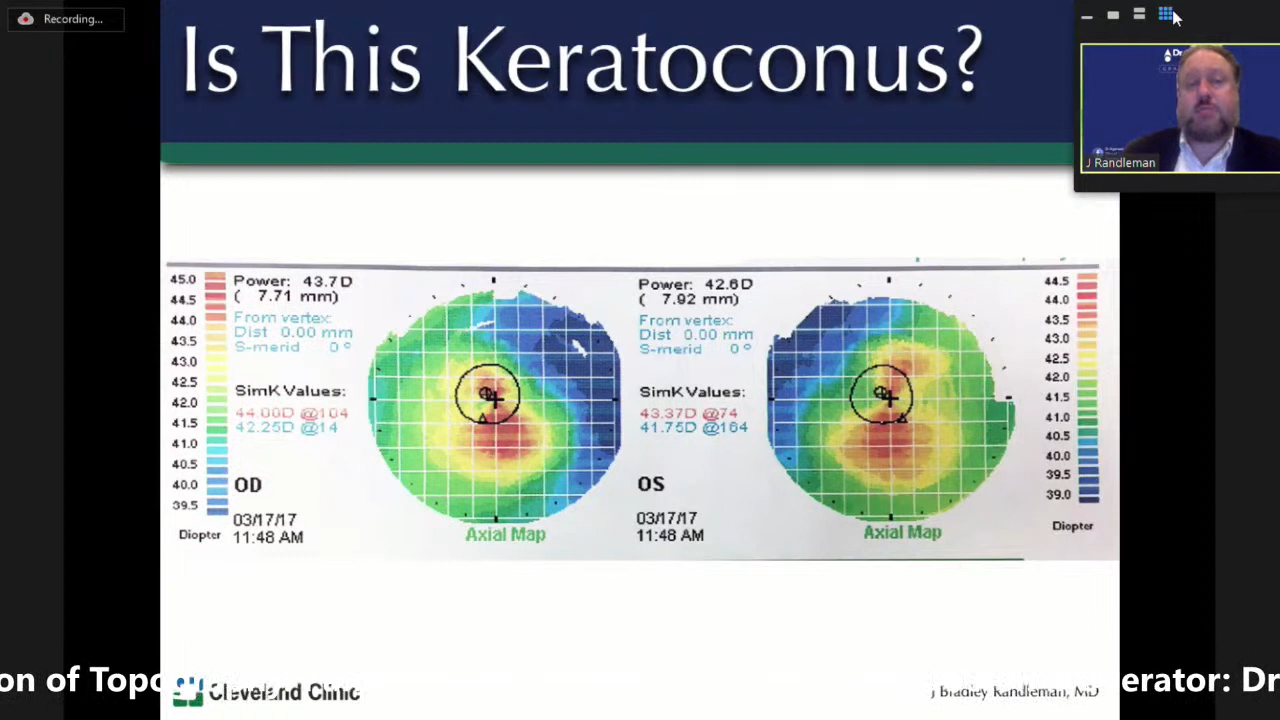 Recording...
Is This Keratoconus?
J Randleman
45.0
44.5
44.0
43.5
43.0
42.5
42.0
41.5
41.0
40.5
40.0
39.5
Diopter
Power: 43.7 D
( 7.71 mm)
From vertex:
Dist 0.00 mm
S-merid 0°
SimK Values:
44.00D @104
42.25D @14
OD
03/17/17
11:48 AM
Axial Map
Power: 42.6D
( 7.92 mm)
From vertex:
Dist 0.00 mm
S-merid 0°
SimK Values:
43.37D @74
41.75D @164
OS
03/17/17
11:48 AM
Axial Map
44.5
44.0
43.5
43.0
42.5
42.0
41.5
41.0
40.5
40.0
39.5
39.0
Diopter
Cleveland Clinic
J Bradley Randleman, MD
on of Topo
erator: Dr